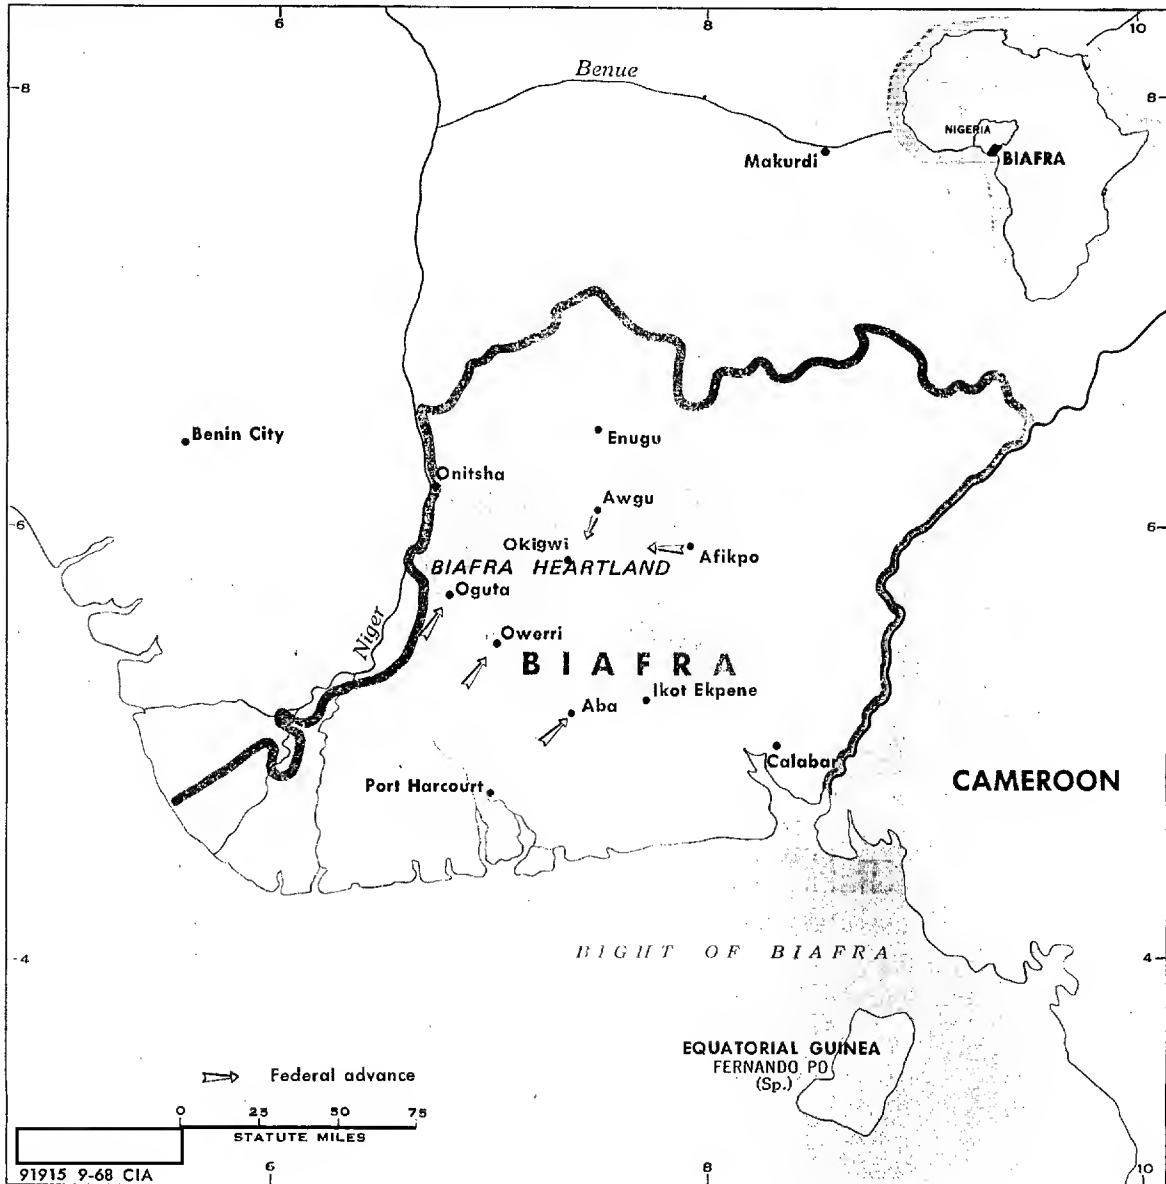 6 8 10
8 8
Benue
NIGERIA
BIAFRA
Makurdi
Benin City
Enugu
Onitsha
Awgu
6 6
Okigwi
Afikpo
BIAFRA HEARTLAND
Oguta
Niger
Owerri
BIAFRA
Ikot Ekpene
Aba
Calabar
Port Harcourt
CAMEROON
4 BIGHT OF BIAFRA 4
EQUATORIAL GUINEA
FERNANDO PO
(Sp.)
Federal advance
0 25 50 75
STATUTE MILES
91915 9-68 CIA
6 8 10